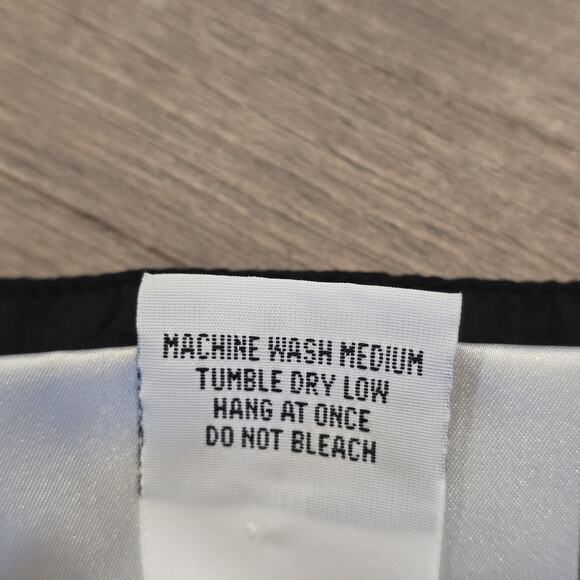 MACHINE WASH MEDIUM
TUMBLE DRY LOW
HANG AT ONCE
DO NOT BLEACH